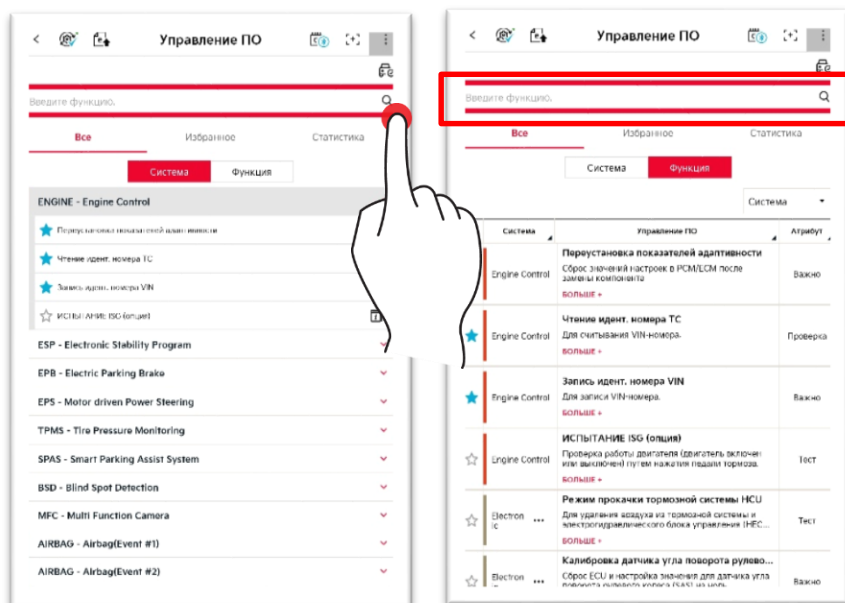 Управление ПО
Введите функцию.
Все Избранное Статистика
Система Функция
ENGINE - Engine Control
Переустановка показателей адаптивности
Чтение идент. номера ТС
Запись идент. номера VIN
ИСПЫТАНИЕ ISG (опция)
ESP - Electronic Stability Program
EPB - Electric Parking Brake
EPS - Motor driven Power Steering
TPMS - Tire Pressure Monitoring
SPAS - Smart Parking Assist System
BSD - Blind Spot Detection
MFC - Multi Function Camera
AIRBAG - Airbag(Event #1)
AIRBAG - Airbag(Event #2)
Управление ПО
Введите функцию.
Все Избранное Статистика
Система Функция
Система
Система Управление ПО Атрибут
Переустановка показателей адаптивности
Engine Control Сброс значений настроек в PCM/ECM после замены компонента Важно
БОЛЬШЕ +
Чтение идент. номера ТС
Engine Control Для считывания VIN-номера. Проверка
БОЛЬШЕ +
Запись идент. номера VIN
Engine Control Для записи VIN-номера. Важно
БОЛЬШЕ +
ИСПЫТАНИЕ ISG (опция)
Engine Control Проверка работы двигателя (двигатель включен или выключен) путем нажатия педали тормоза. Тест
БОЛЬШЕ +
Режим прокачки тормозной системы HCU
Electronic ... Для удаления воздуха из тормозной системы и электрогидравлического блока управления (HEC... Тест
БОЛЬШЕ +
Калибровка датчика угла поворота рулево...
Electronic ... Сброс ECU и настройка значения для датчика угла поворота рулевого колеса (SAS) на ноль. Важно